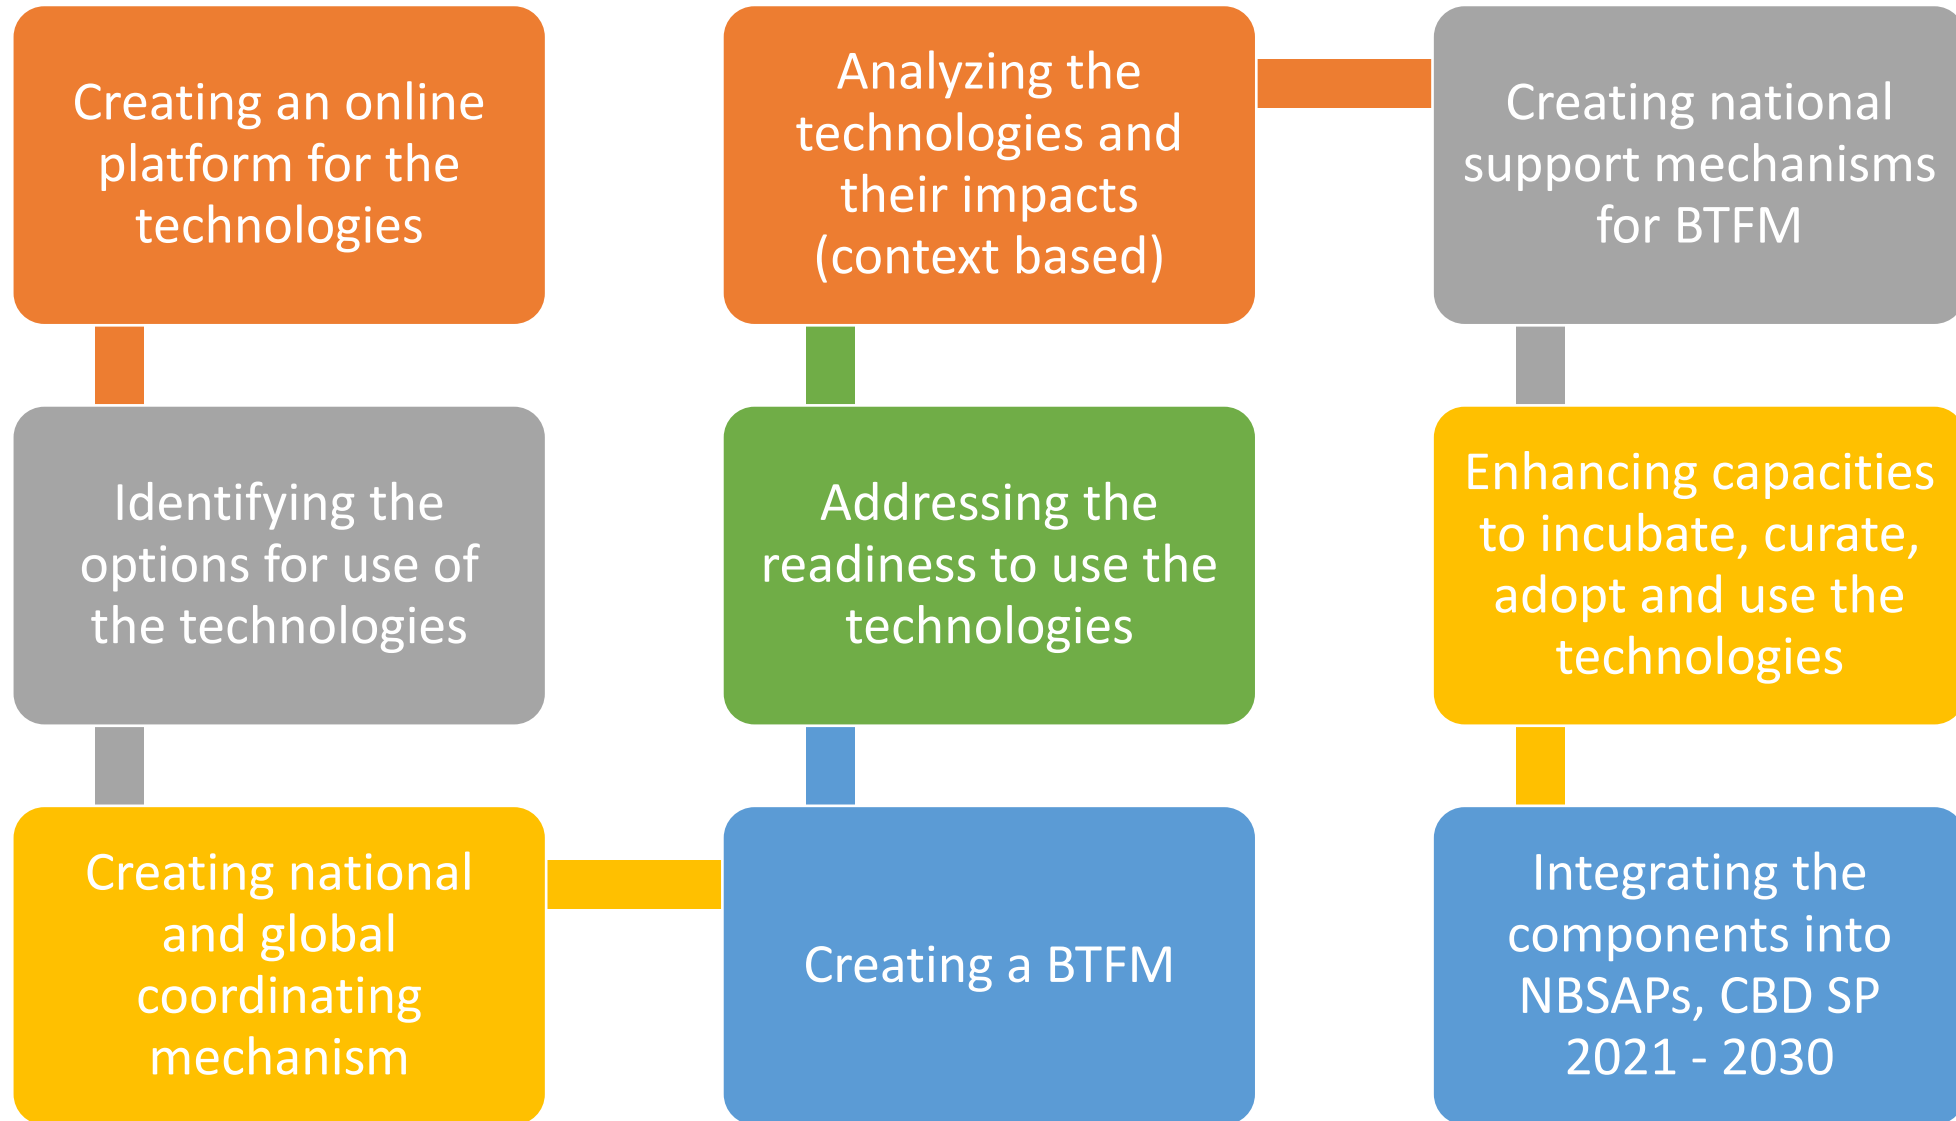 Creating an online
platform for the
technologies
Identifying the
options for use of
the technologies
Creating national
and global
coordinating
mechanism
Creating a BTFM
Addressing the
readiness to use the
technologies
Analyzing the
technologies and
their impacts
(context based)
Creating national
support mechanisms
for BTFM
Enhancing capacities
to incubate, curate,
adopt and use the
technologies
Integrating the
components into
NBSAPs, CBD SP
2021 - 2030